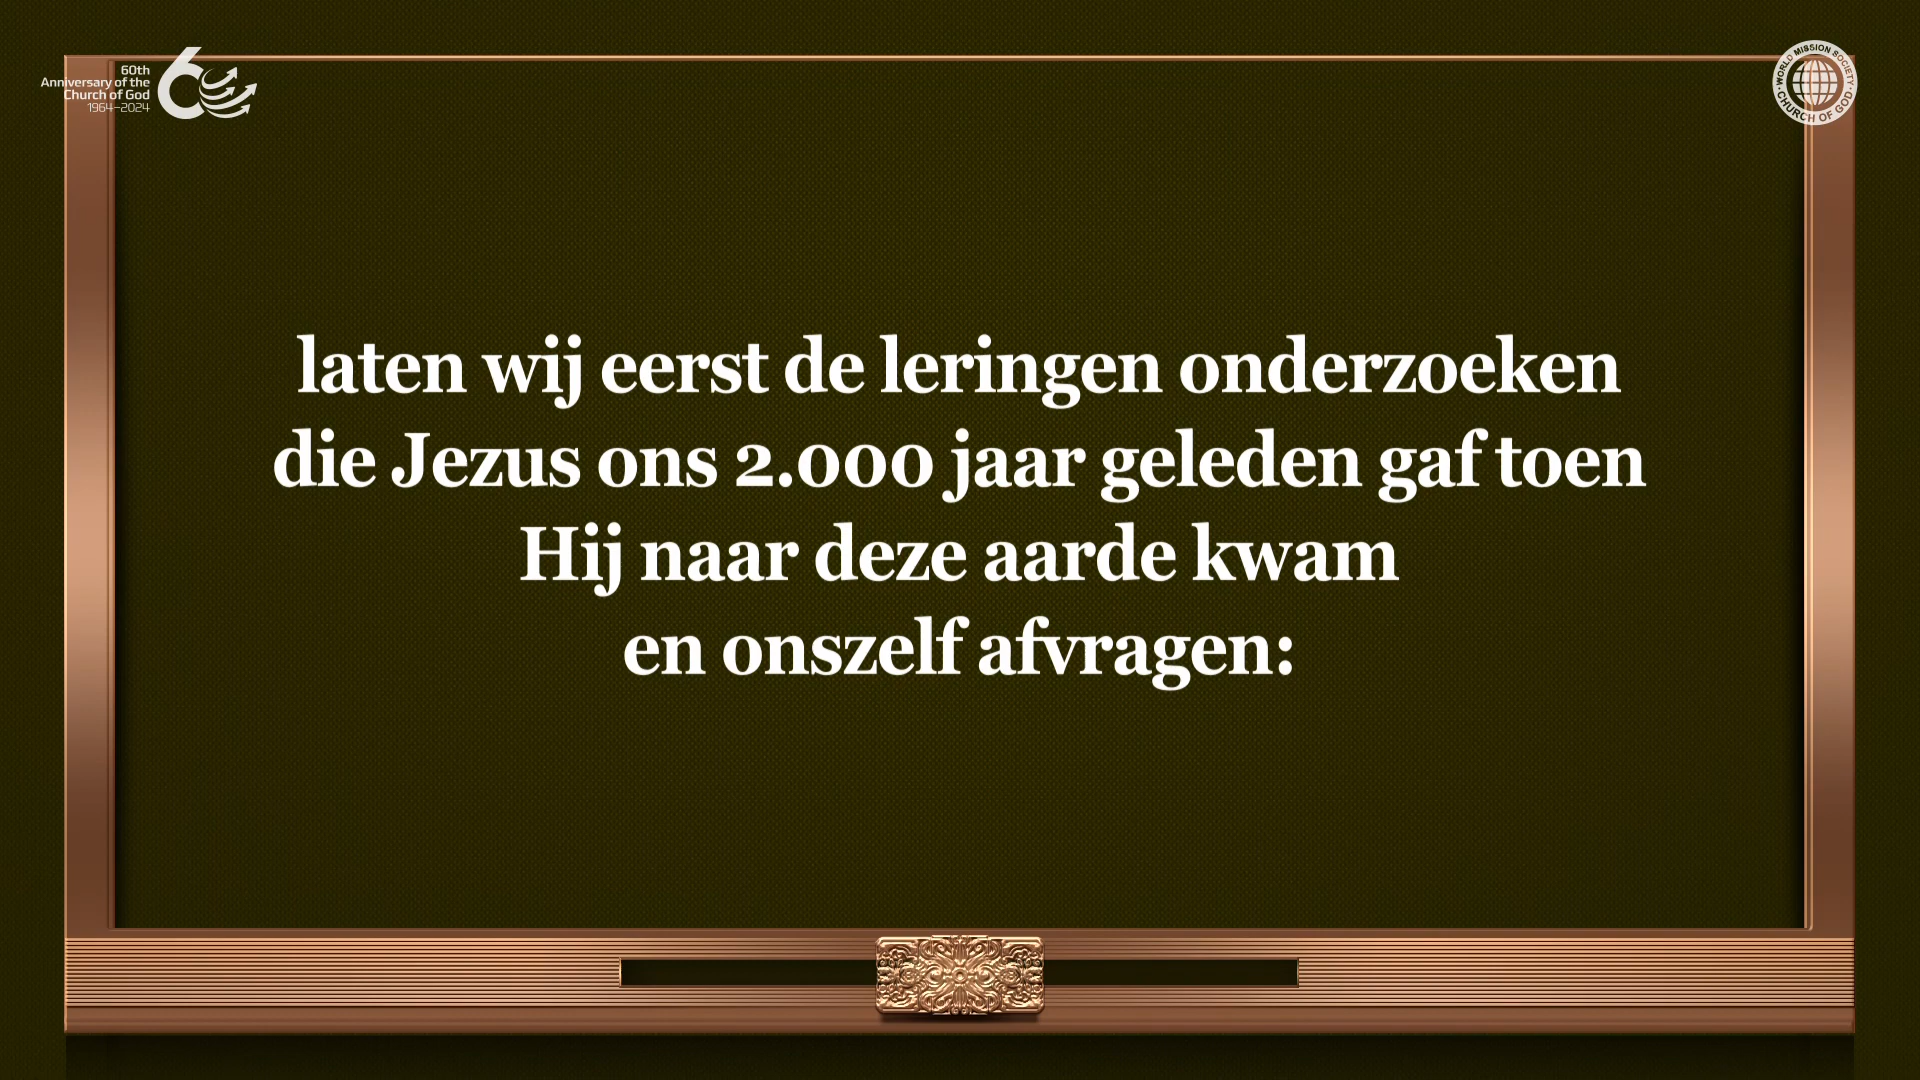 60th
Anniversary of the
Church of God
1964–2024
WORLD MISSION SOCIETY
CHURCH OF GOD
laten wij eerst de leringen onderzoeken
die Jezus ons 2.000 jaar geleden gaf toen
Hij naar deze aarde kwam
en onszelf afvragen: